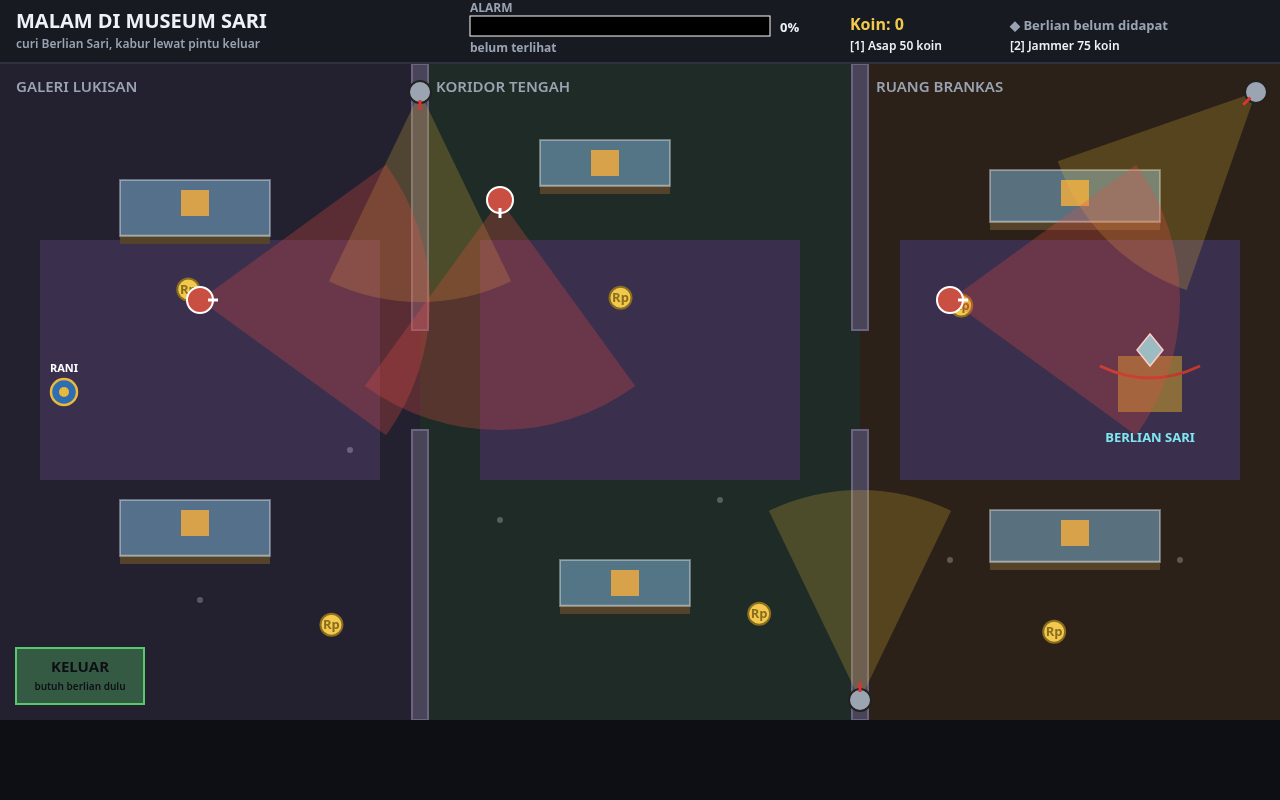 MALAM DI MUSEUM SARI
curi Berlian Sari, kabur lewat pintu keluar
ALARM
0%
belum terlihat
Koin: 0
[1] Asap 50 koin
◆ Berlian belum didapat
[2] Jammer 75 koin
GALERI LUKISAN
KORIDOR TENGAH
RUANG BRANKAS
Rp
Rp
Rp
RANI
BERLIAN SARI
Rp
Rp
Rp
KELUAR
butuh berlian dulu